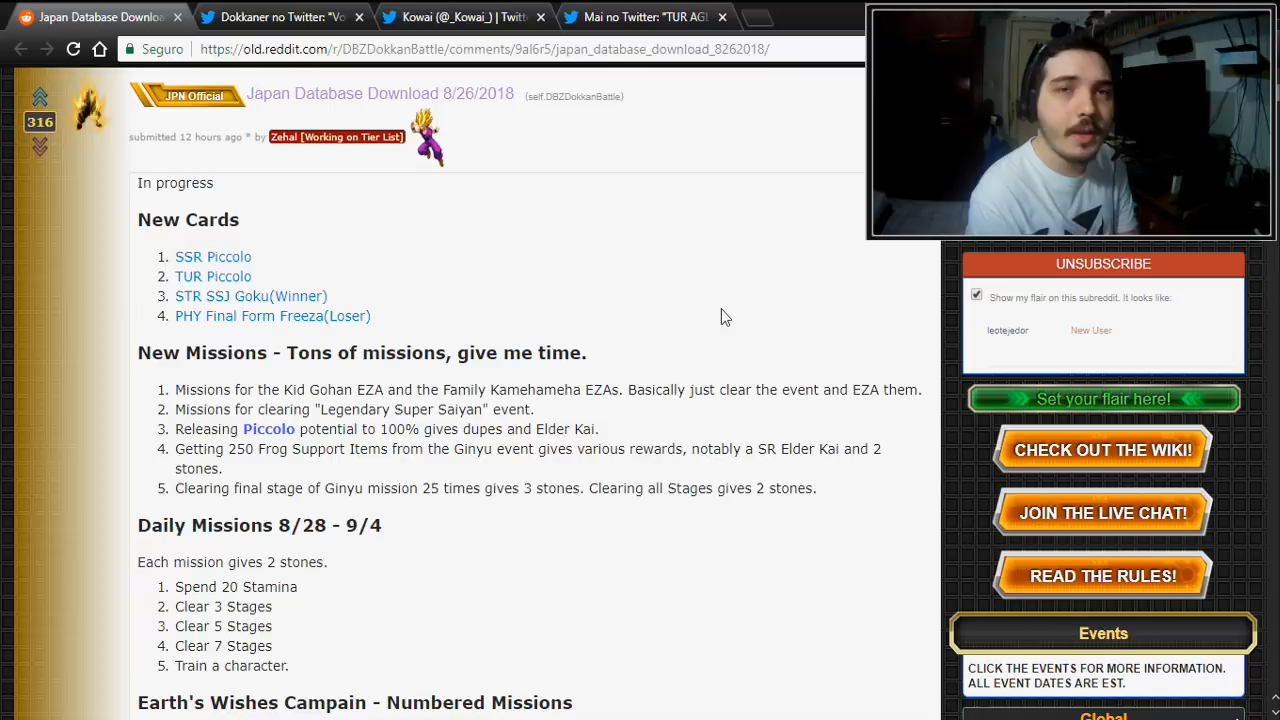 Japan Database Downloa
Dokkaner no Twitter: "Vo
Kowai (@_Kowai_) | Twitt
Mai no Twitter: "TUR AGL
Seguro
https://old.reddit.com/r/DBZDokkanBattle/comments/9al6r5/japan_database_download_8262018/
316
JPN Official
Japan Database Download 8/26/2018 (self.DBZDokkanBattle)
submitted 12 hours ago * by Zehal [Working on Tier List]
In progress
New Cards
1. SSR Piccolo
2. TUR Piccolo
3. STR SSJ Goku(Winner)
4. PHY Final Form Freeza(Loser)
New Missions - Tons of missions, give me time.
1. Missions for the Kid Gohan EZA and the Family Kamehameha EZAs. Basically just clear the event and EZA them.
2. Missions for clearing "Legendary Super Saiyan" event.
3. Releasing Piccolo potential to 100% gives dupes and Elder Kai.
4. Getting 250 Frog Support Items from the Ginyu event gives various rewards, notably a SR Elder Kai and 2
stones.
5. Clearing final stage of Ginyu mission 25 times gives 3 stones. Clearing all Stages gives 2 stones.
Daily Missions 8/28 - 9/4
Each mission gives 2 stones.
1. Spend 20 Stamina
2. Clear 3 Stages
3. Clear 5 Stages
4. Clear 7 Stages
5. Train a character.
Earth's Wishes Campain - Numbered Missions
UNSUBSCRIBE
Show my flair on this subreddit. It looks like:
leotejedor New User
Set your flair here!
CHECK OUT THE WIKI!
JOIN THE LIVE CHAT!
READ THE RULES!
Events
CLICK THE EVENTS FOR MORE INFORMATION.
ALL EVENT DATES ARE EST.
Global